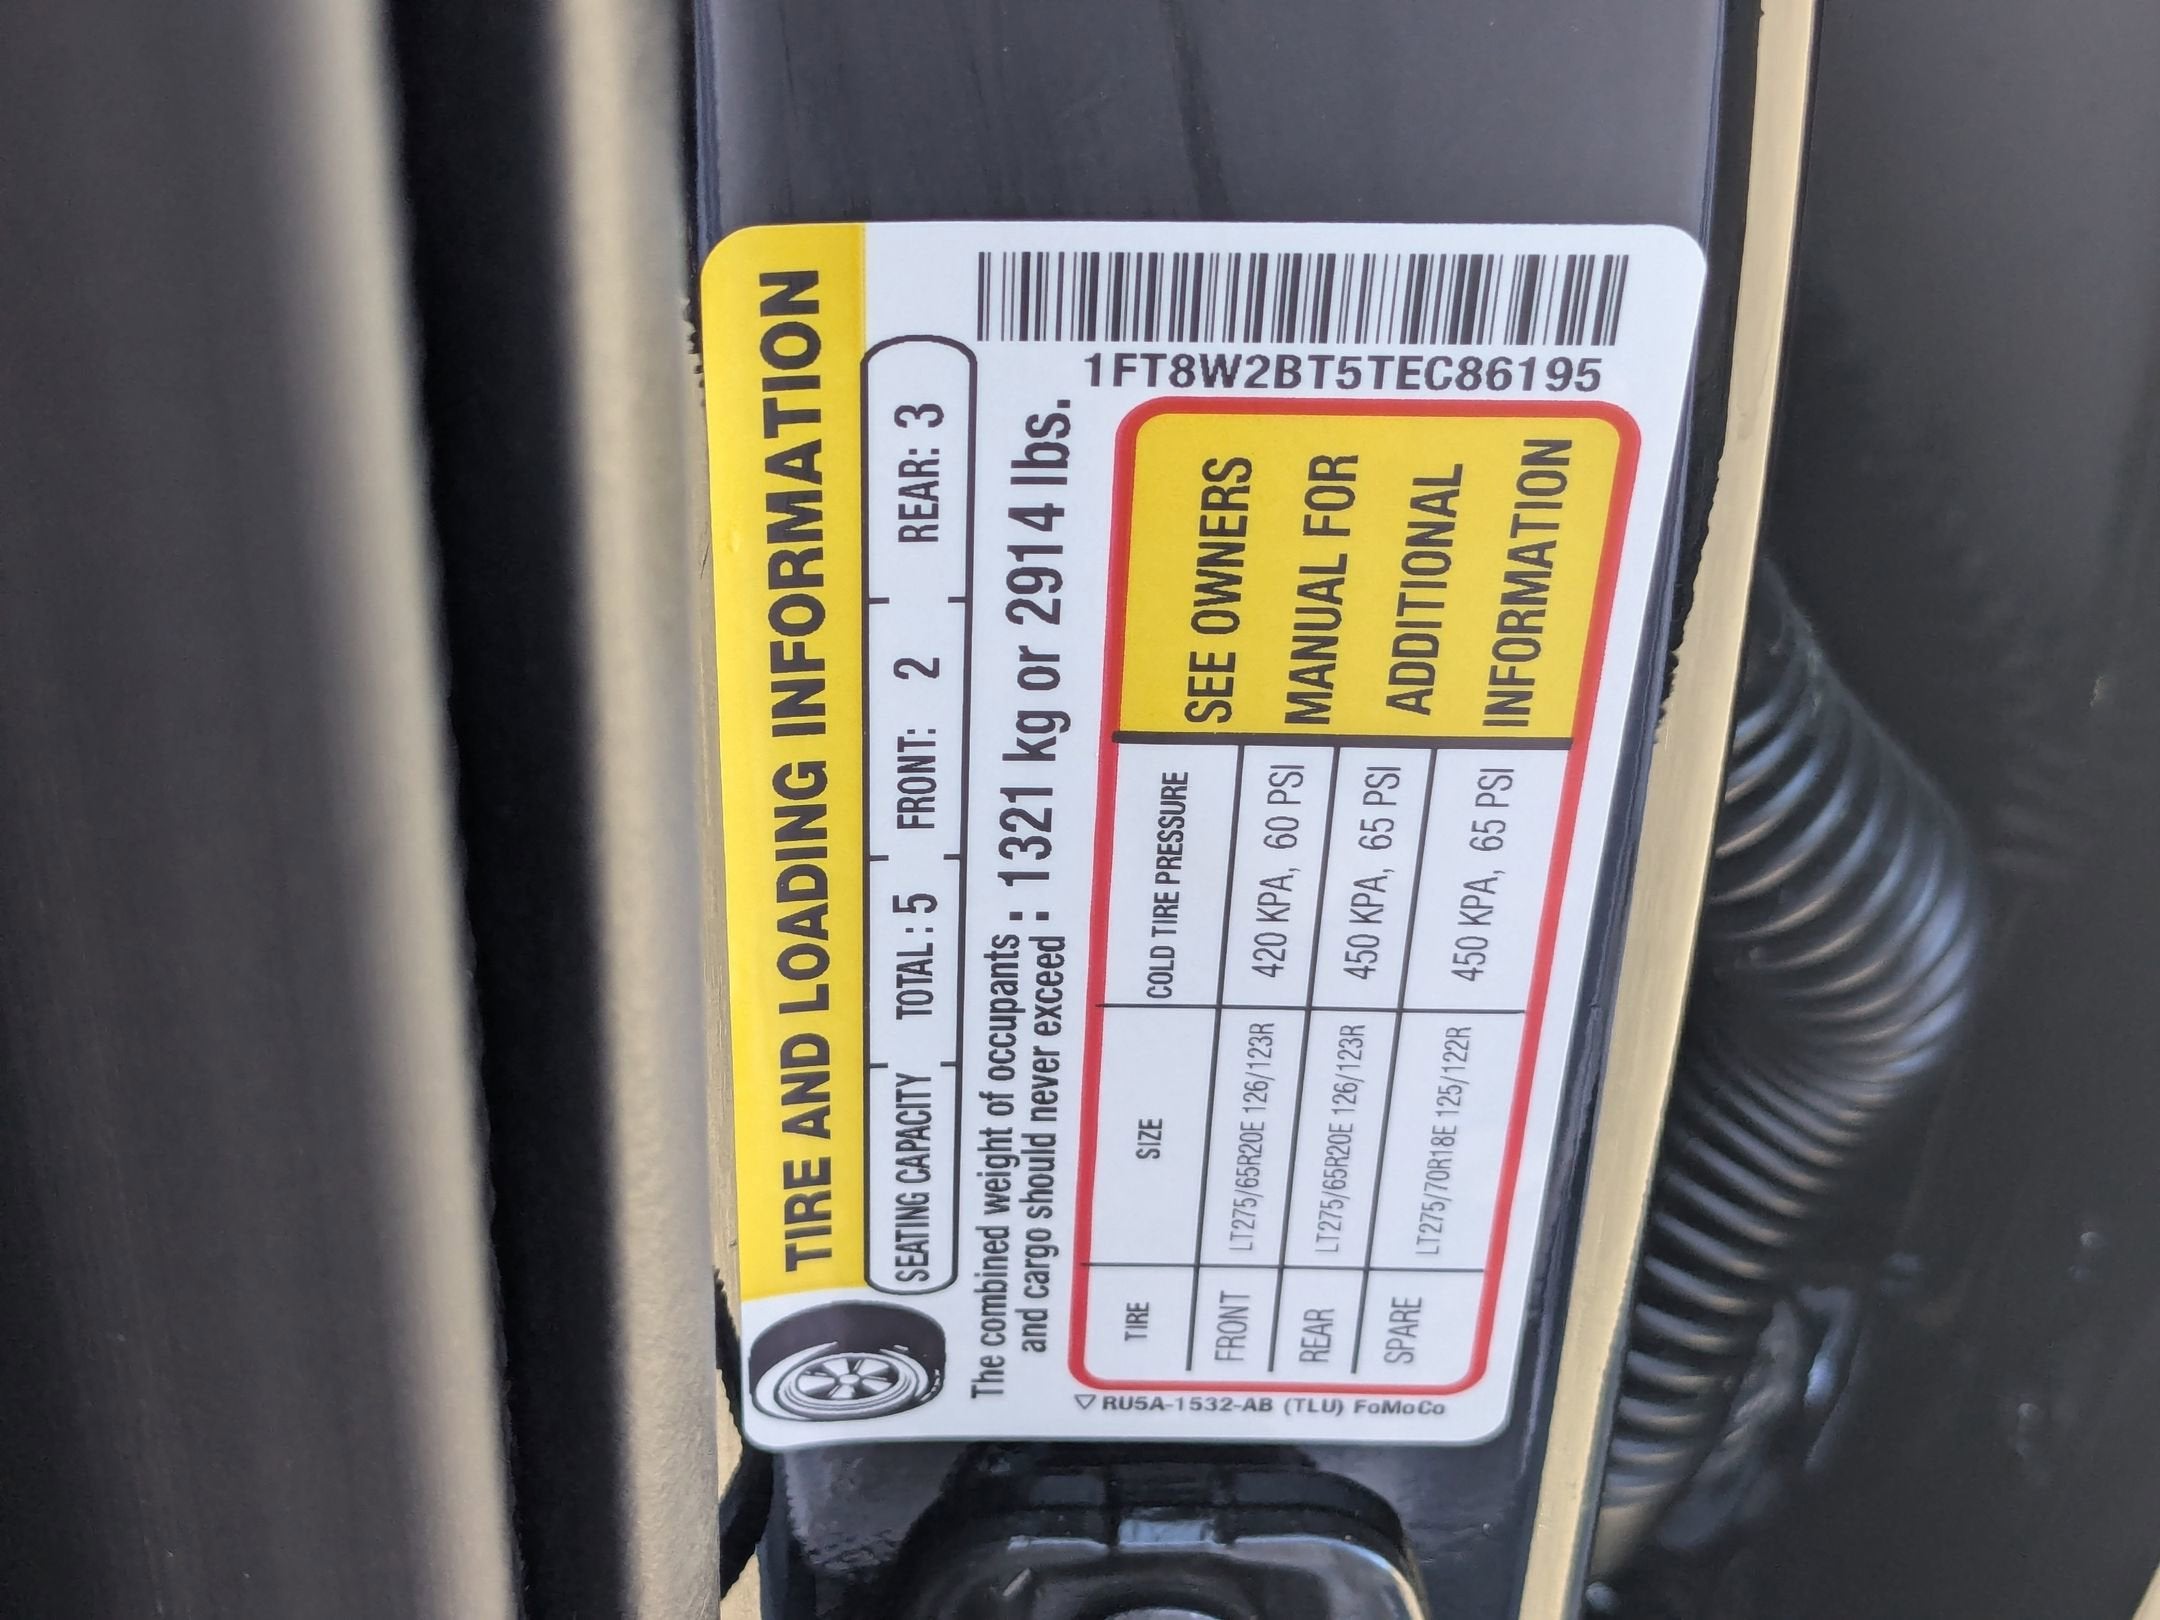 TIRE AND LOADING INFORMATION
SEATING CAPACITY TOTAL: 5 FRONT: 2 REAR: 3
The combined weight of occupants
and cargo should never exceed : 1321 kg or 2914 lbs.
1FT8W2BT5TEC86195
TIRE SIZE COLD TIRE PRESSURE
FRONT LT275/65R20E 126/123R 420 KPA, 60 PSI
REAR LT275/65R20E 126/123R 450 KPA, 65 PSI
SPARE LT275/70R18E 125/122R 450 KPA, 65 PSI
SEE OWNERS
MANUAL FOR
ADDITIONAL
INFORMATION
RU5A-1532-AB (TLU) FoMoCo